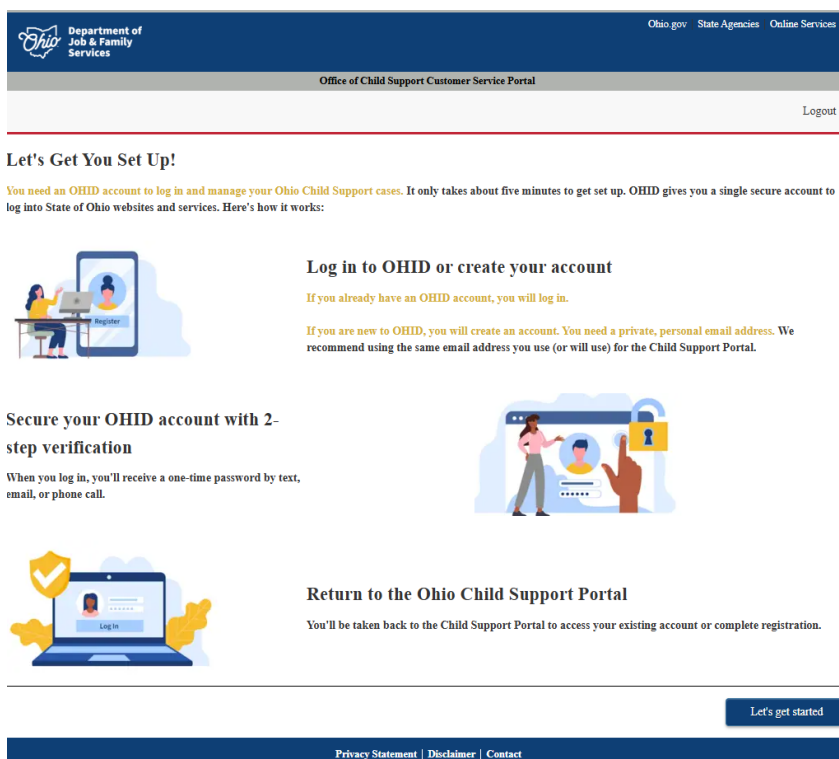 Ohio.gov State Agencies Online Services
Ohio
Department of
Job & Family
Services
Office of Child Support Customer Service Portal
Logout
Let's Get You Set Up!
You need an OHID account to log in and manage your Ohio Child Support cases. It only takes about five minutes to get set up. OHID gives you a single secure account to
log into State of Ohio websites and services. Here's how it works:
Register
Log in to OHID or create your account
If you already have an OHID account, you will log in.
If you are new to OHID, you will create an account. You need a private, personal email address. We
recommend using the same email address you use (or will use) for the Child Support Portal.
Secure your OHID account with 2-
step verification
When you log in, you'll receive a one-time password by text,
email, or phone call.
Log In
Return to the Ohio Child Support Portal
You'll be taken back to the Child Support Portal to access your existing account or complete registration.
Let's get started
Privacy Statement | Disclaimer | Contact